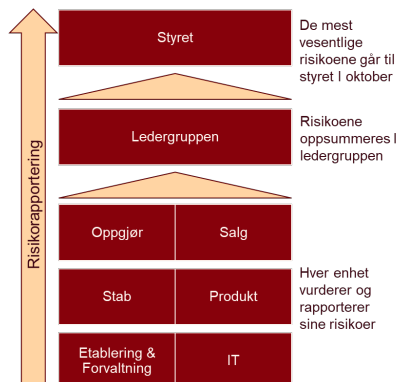 Styret
De mest
vesentlige
risikoene går til
styret I oktober
Ledergruppen
Risikoene
oppsummeres I
ledergruppen
Risikorapportering
Oppgjør
Salg
Stab
Produkt
Hver enhet
vurderer og
rapporterer
sine risikoer
Etablering &
Forvaltning
IT